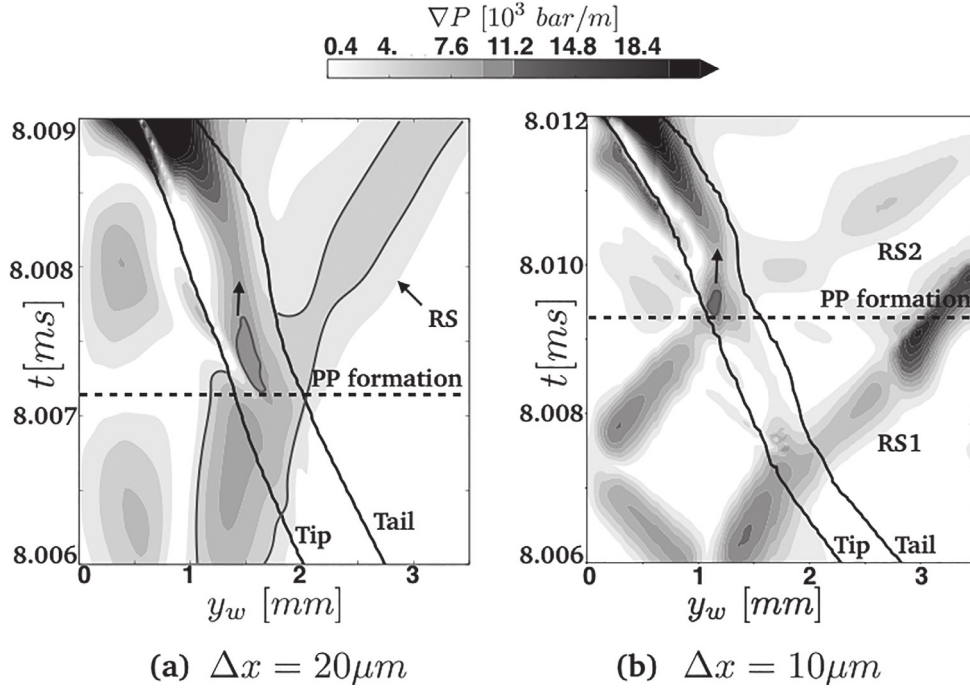 ∇P [10³ bar/m]
0.4 4. 7.6 11.2 14.8 18.4
8.009
8.008
8.007
8.006
t[ms]
RS
PP formation
Tip
Tail
0 1 2 3
y_w [mm]
(a) Δx = 20μm
8.012
8.010
8.008
8.006
t[ms]
RS2
PP formation
RS1
Tip
Tail
0 1 2 3
y_w [mm]
(b) Δx = 10μm